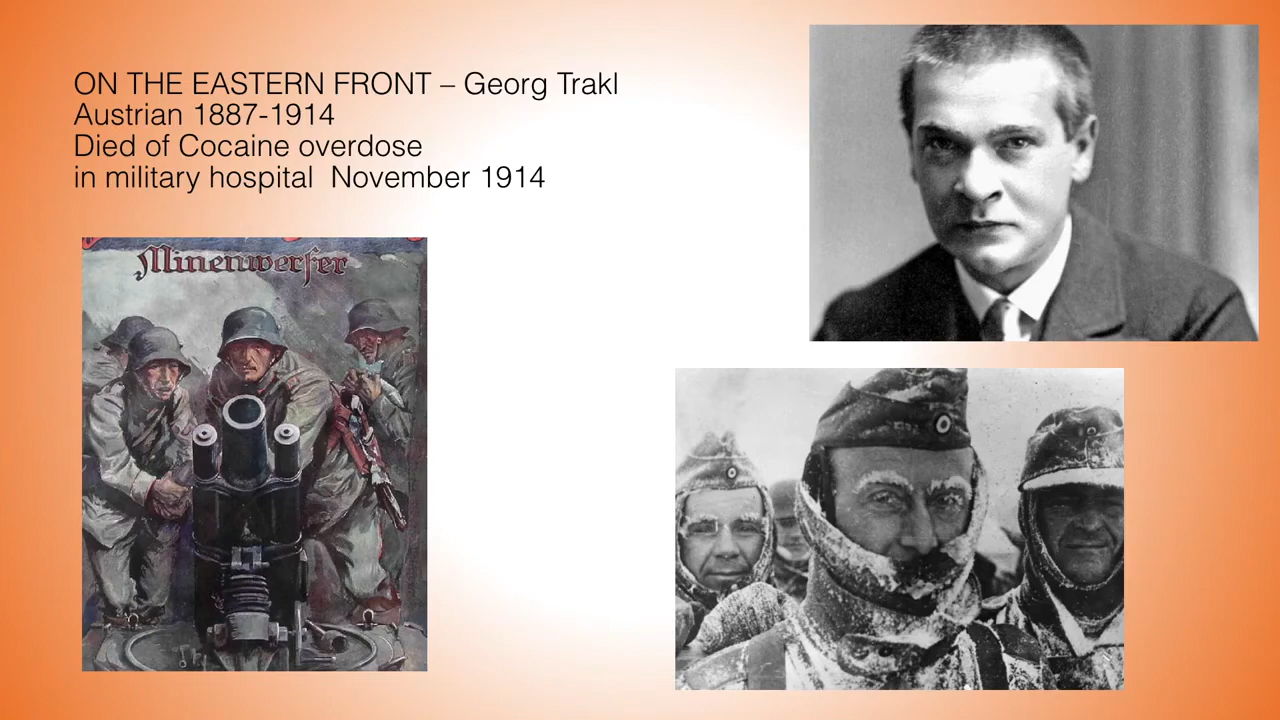 ON THE EASTERN FRONT – Georg Trakl
Austrian 1887-1914
Died of Cocaine overdose
in military hospital  November 1914
Minenwerfer